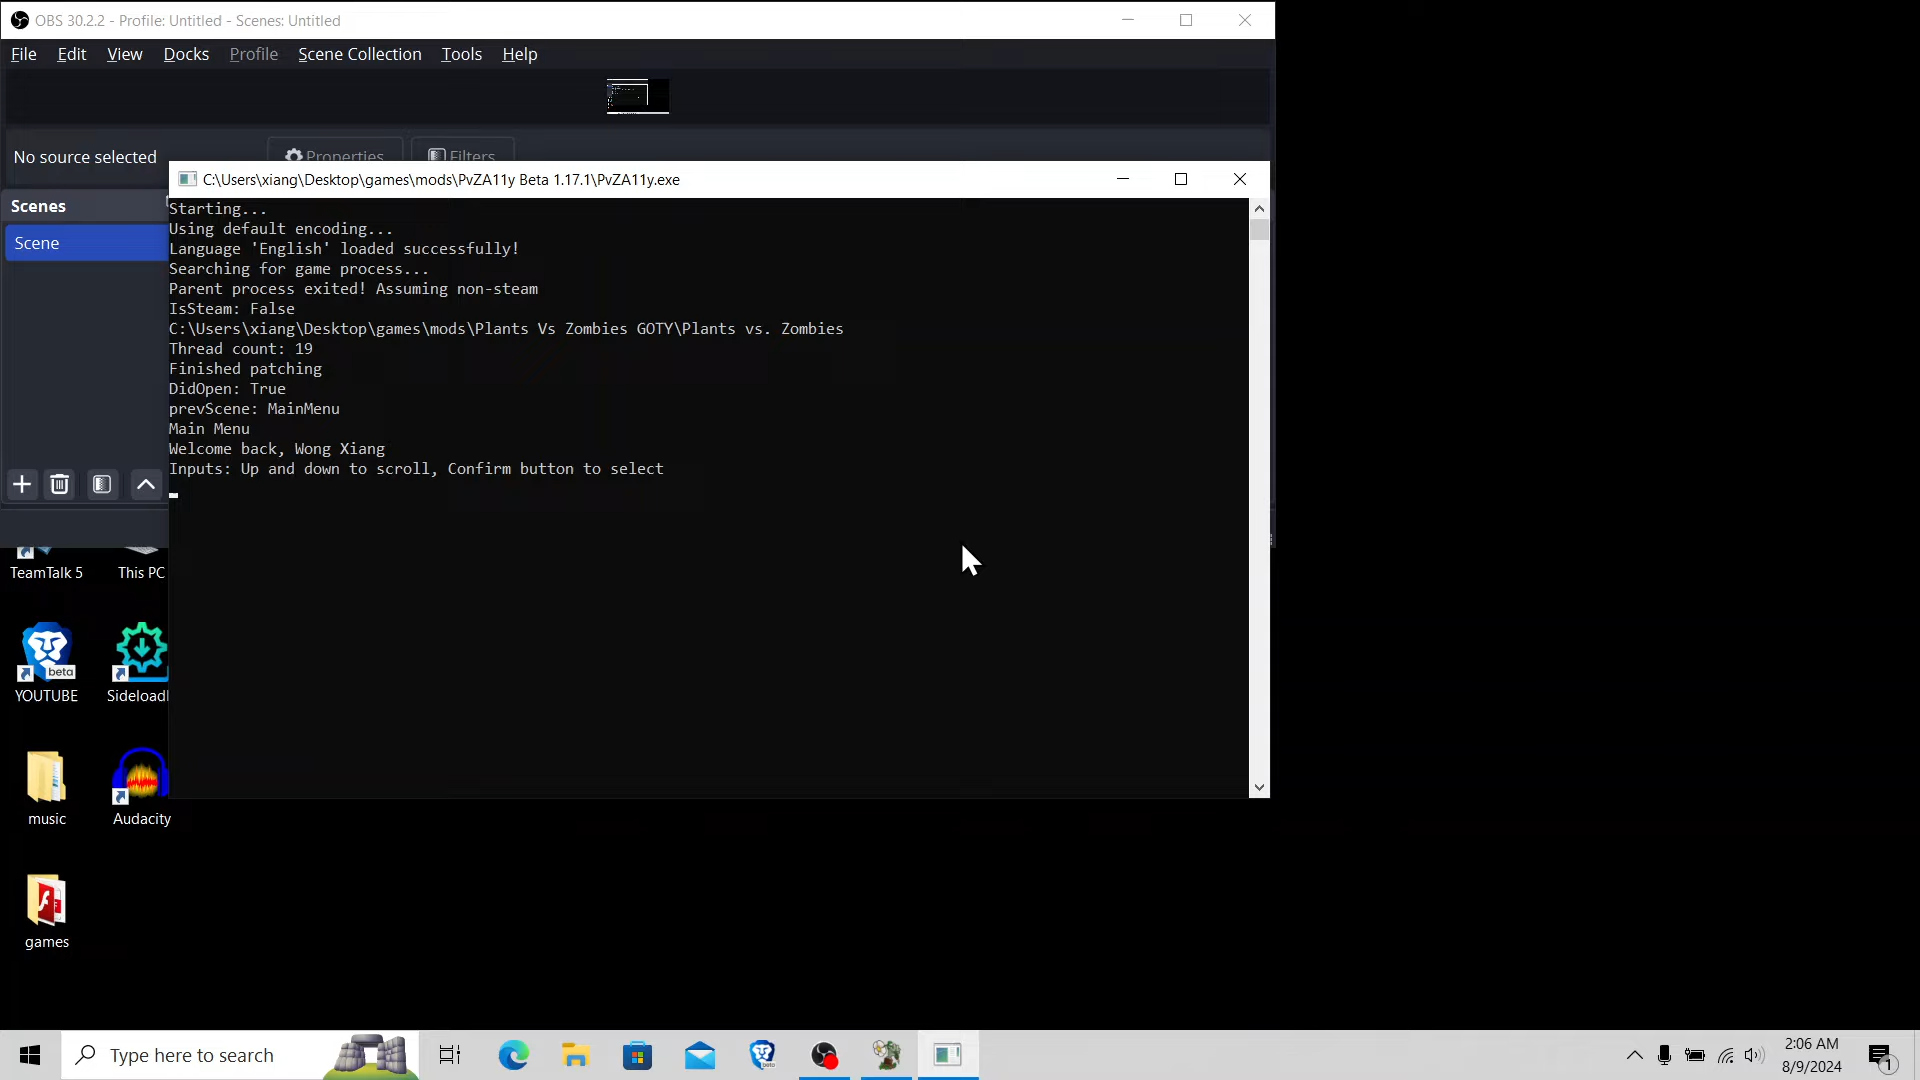 OBS 30.2.2 - Profile: Untitled - Scenes: Untitled
File Edit View Docks Profile Scene Collection Tools Help
No source selected
Properties
Filters
C:\Users\xiang\Desktop\games\mods\PvZA11y Beta 1.17.1\PvZA11y.exe
Scenes
Scene
Starting...
Using default encoding...
Language 'English' loaded successfully!
Searching for game process...
Parent process exited! Assuming non-steam
IsSteam: False
C:\Users\xiang\Desktop\games\mods\Plants Vs Zombies GOTY\Plants vs. Zombies
Thread count: 19
Finished patching
DidOpen: True
prevScene: MainMenu
Main Menu
Welcome back, Wong Xiang
Inputs: Up and down to scroll, Confirm button to select
TeamTalk 5
This PC
beta
YOUTUBE
Sideloadl
music
Audacity
games
Type here to search
beta
2:06 AM
8/9/2024
1